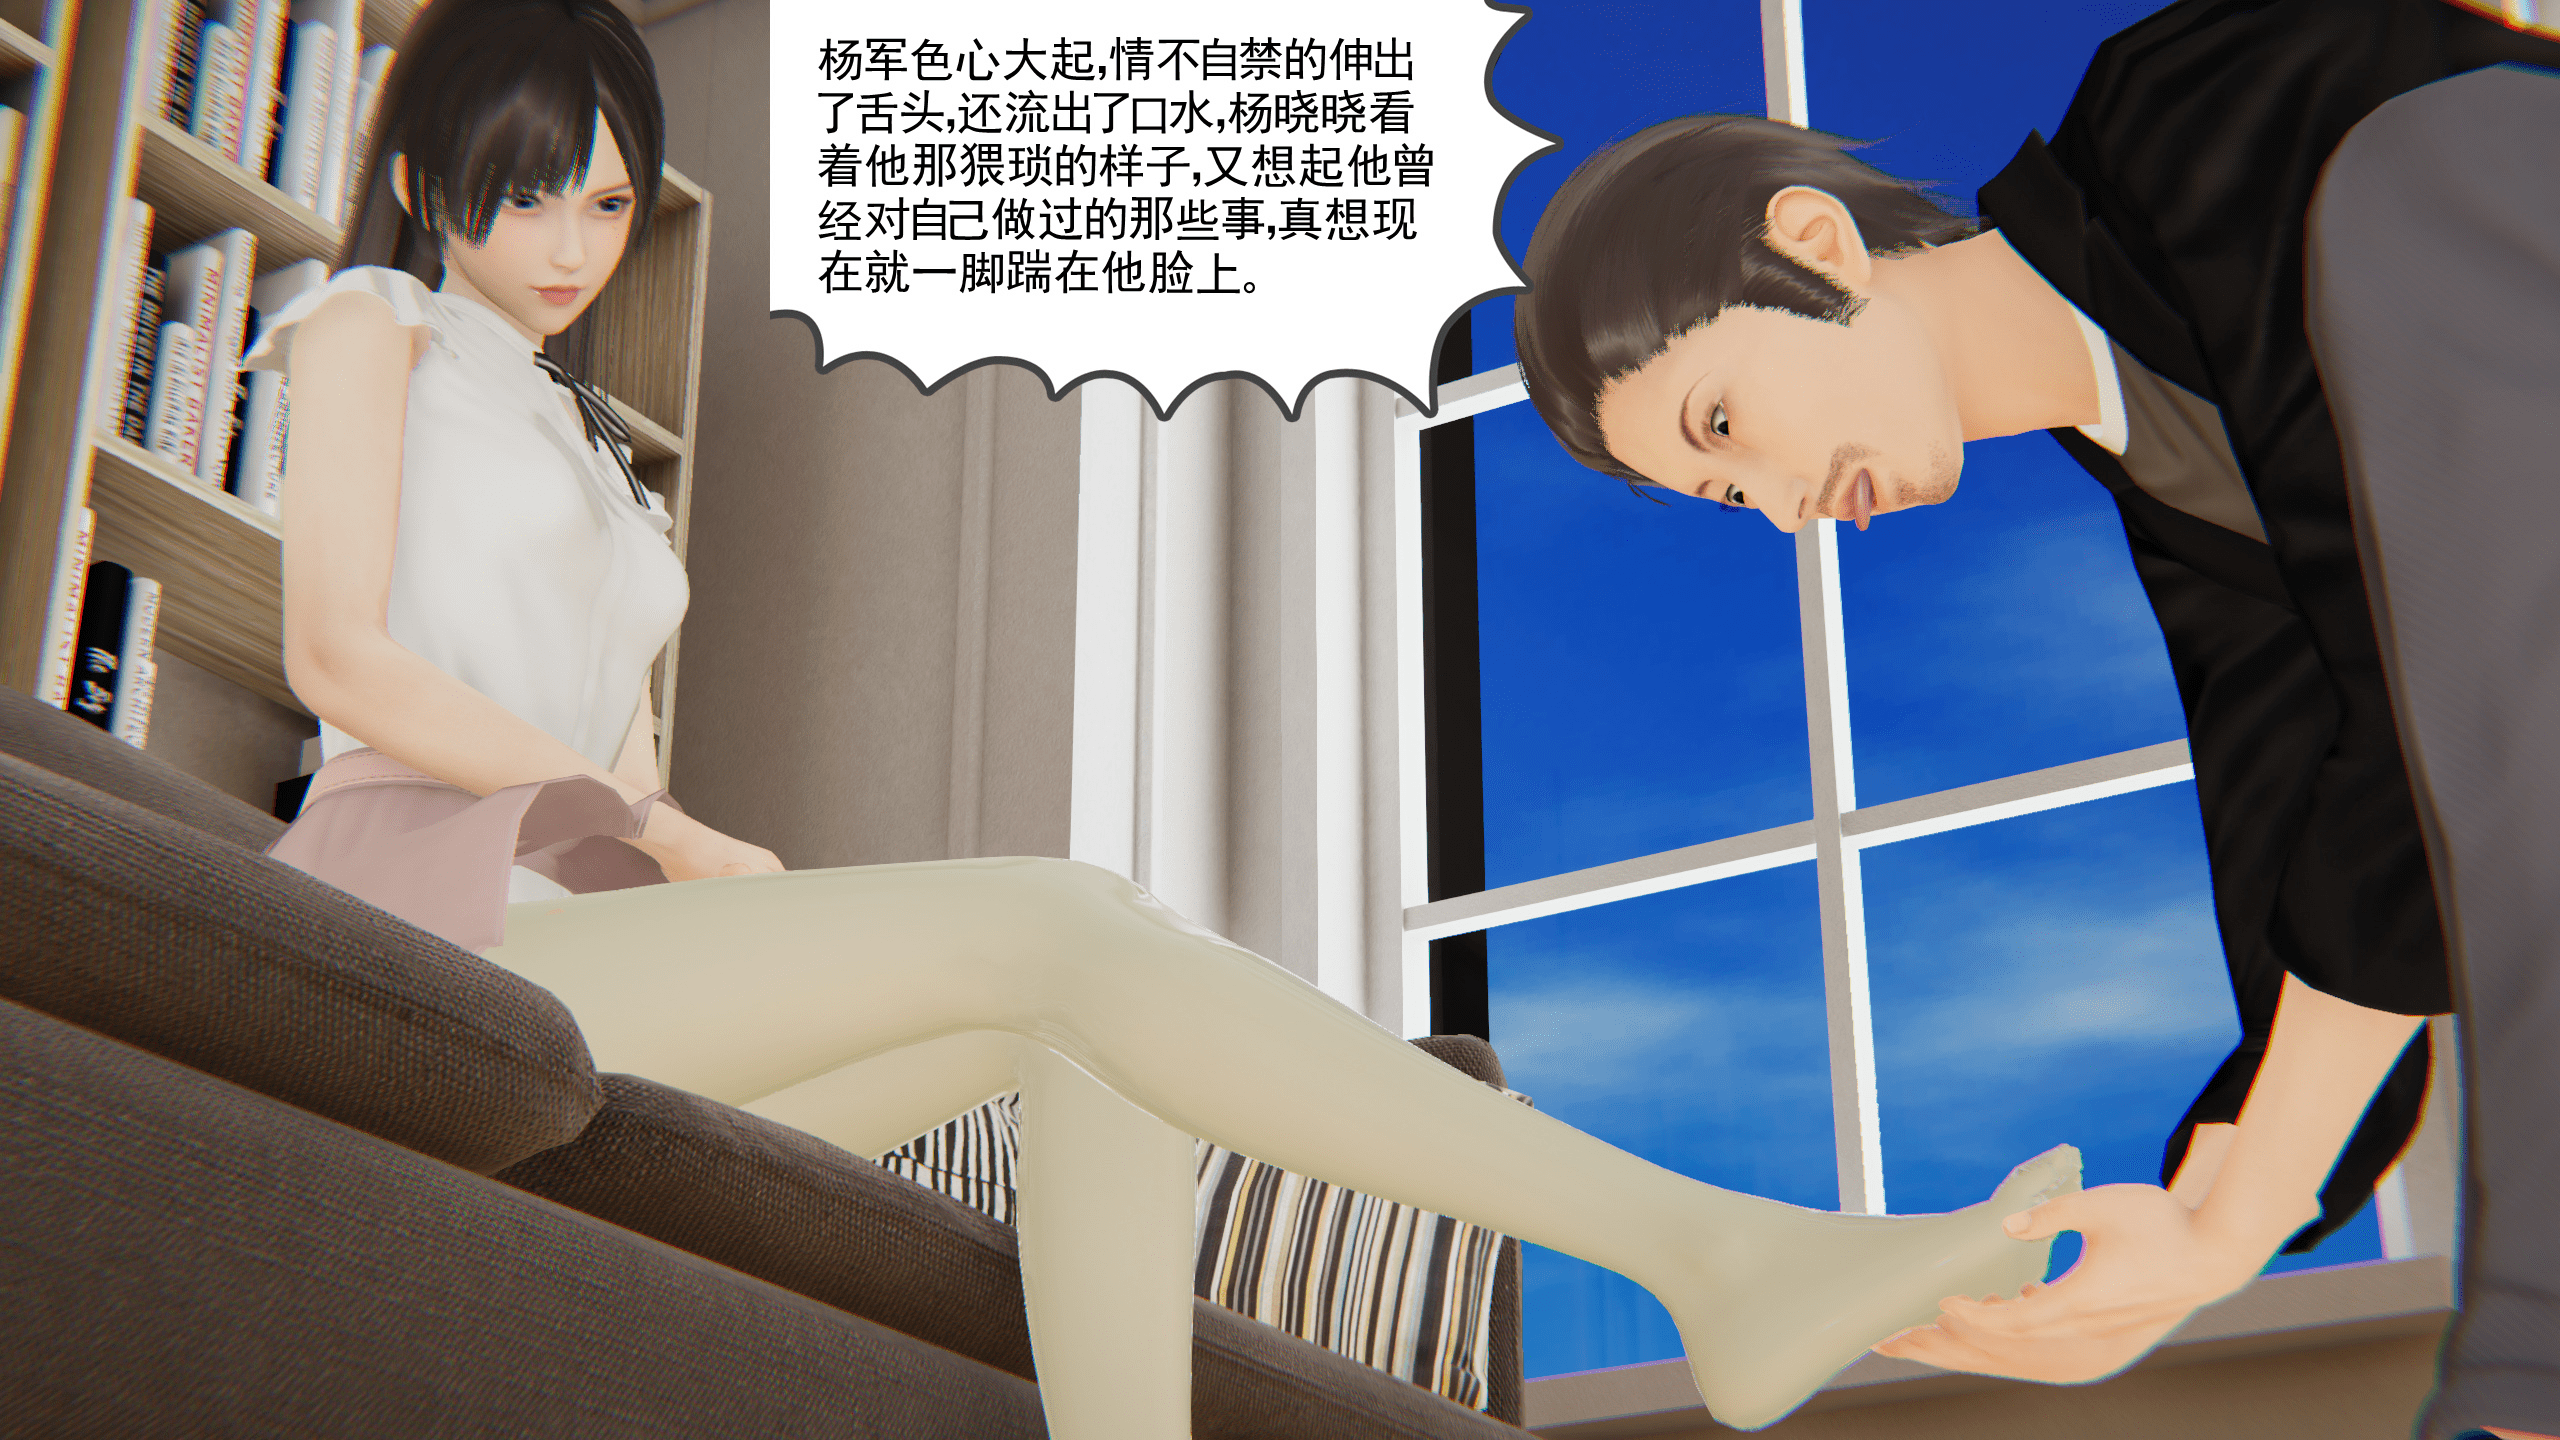 杨军色心大起,情不自禁的伸出
了舌头,还流出了口水,杨晓晓看
着他那猥琐的样子,又想起他曾
经对自己做过的那些事,真想现
在就一脚踹在他脸上。
MINIMALIST BAKER